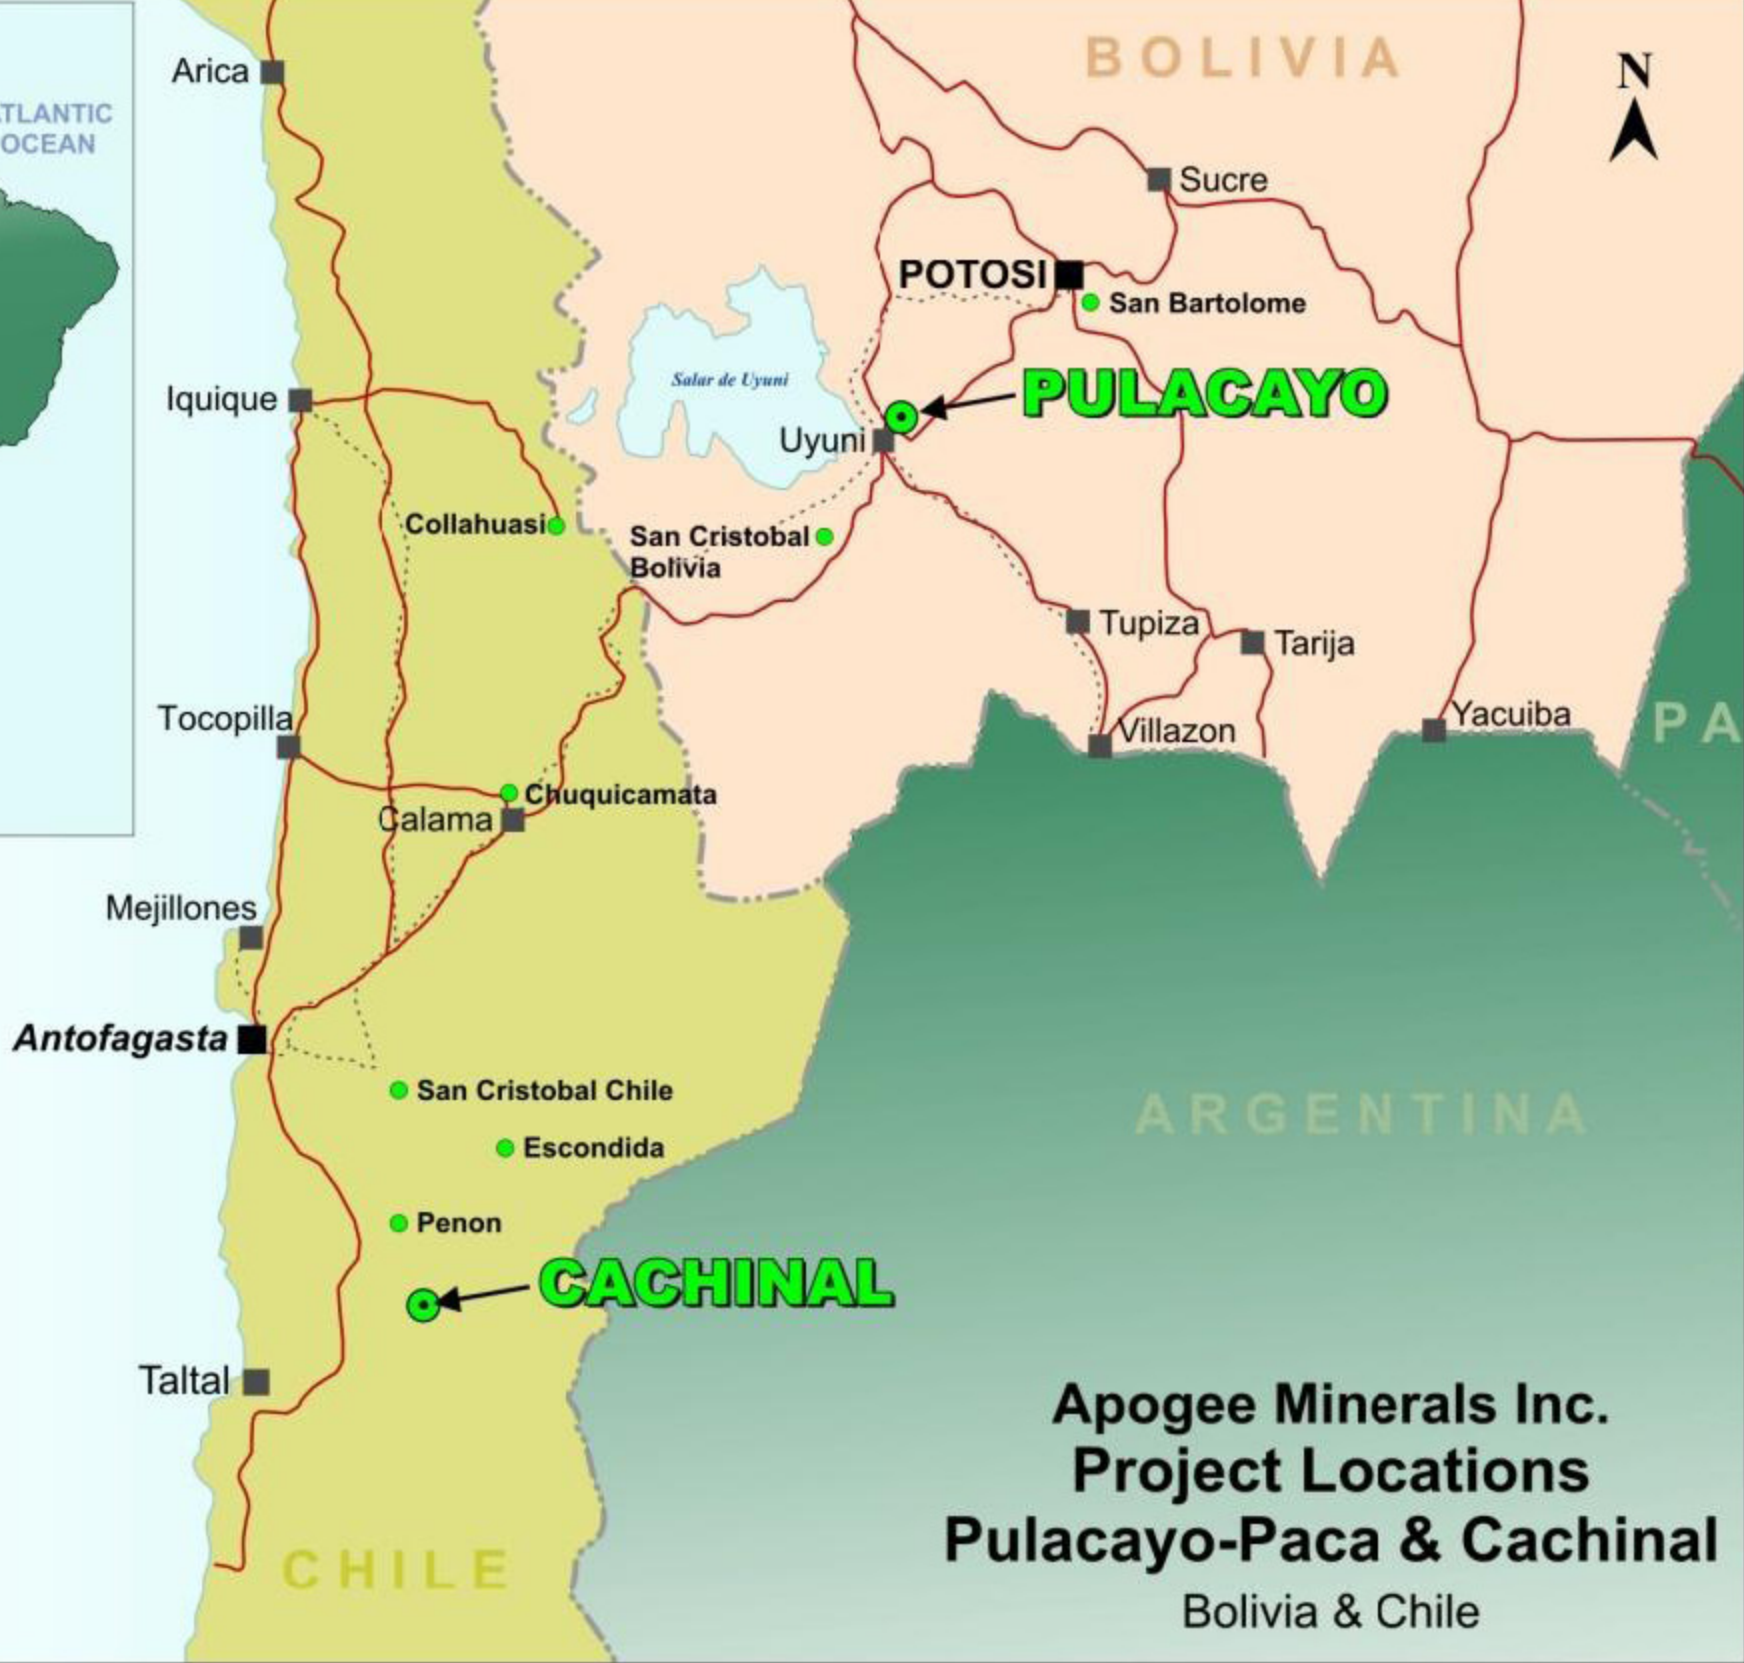 BOLIVIA
N
Arica
TLANTIC
OCEAN
Sucre
POTOSI
San Bartolome
Salar de Uyuni
PULACAYO
Iquique
Uyuni
Collahuasi
San Cristobal
Bolivia
Tupiza
Tarija
Tocopilla
Villazon
Yacuiba
PA
Chuquicamata
Calama
Mejillones
Antofagasta
San Cristobal Chile
ARGENTINA
Escondida
Penon
CACHINAL
Taltal
CHILE
Apogee Minerals Inc.
Project Locations
Pulacayo-Paca & Cachinal
Bolivia & Chile